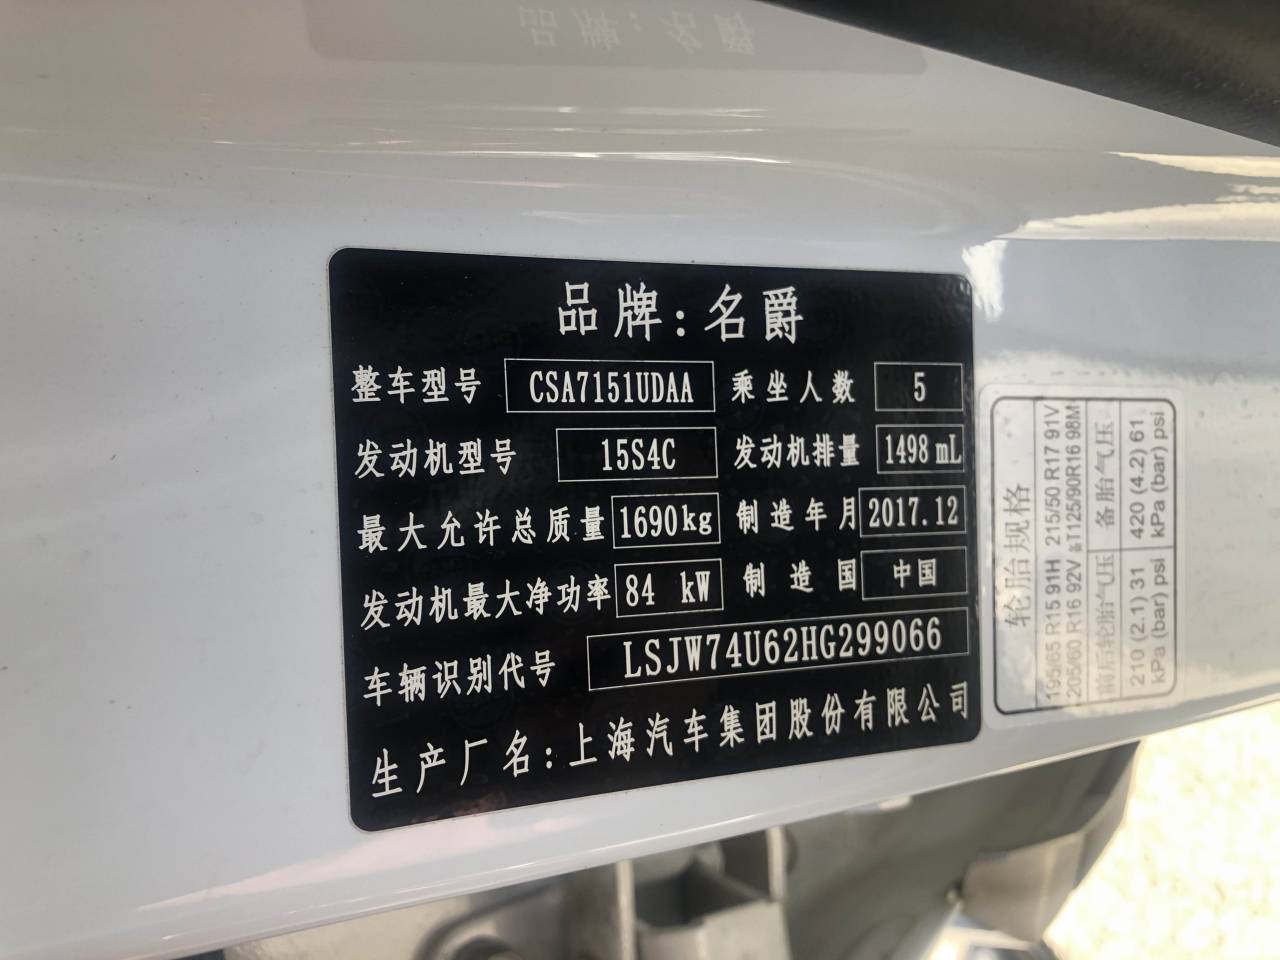 品牌:名爵
整车型号 CSA7151UDAA 乘坐人数 5
发动机型号 15S4C 发动机排量 1498 mL
最大允许总质量 1690kg 制造年月 2017.12
发动机最大净功率 84 kW 制造国 中国
车辆识别代号 LSJW74U62HG299066
生产厂名:上海汽车集团股份有限公司
轮胎规格
195/65 R15 91H 215/50 R17 91V
205/60 R16 92V 备T125/90R16 98M
前后轮胎气压 备胎气压
210 (2.1) 31 420 (4.2) 61
kPa (bar) psi kPa (bar) psi